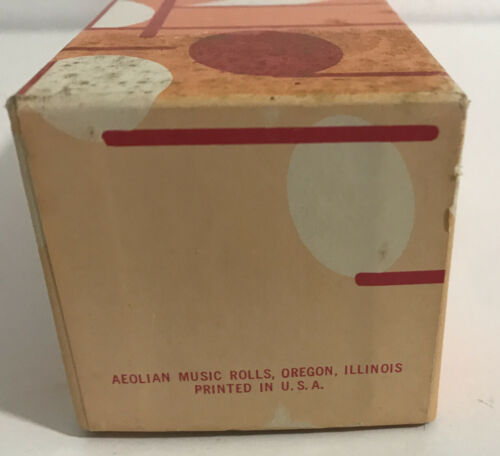 AEOLIAN MUSIC ROLLS, OREGON, ILLINOIS
PRINTED IN U.S.A.